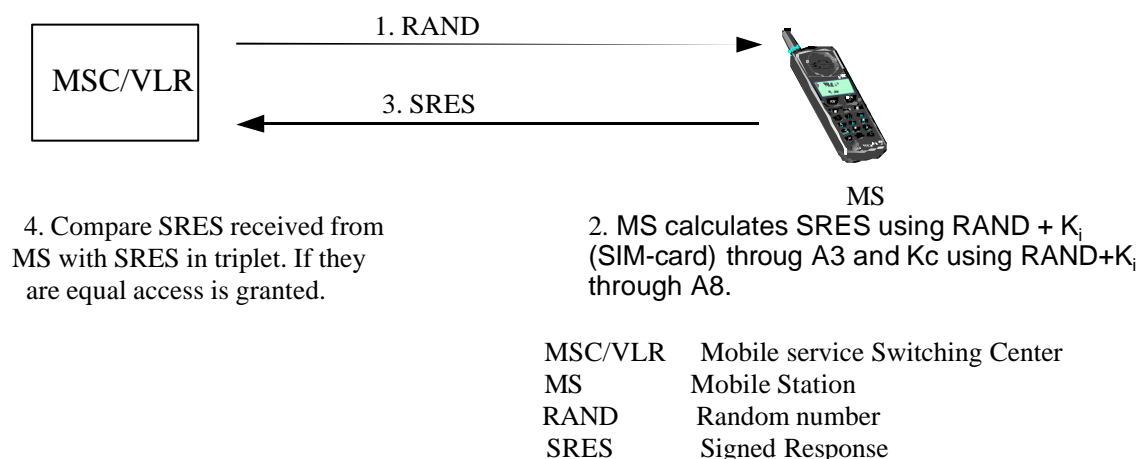 1. RAND
MSC/VLR
3. SRES
MS
4. Compare SRES received from
MS with SRES in triplet. If they
are equal access is granted.
2. MS calculates SRES using RAND + Ki
(SIM-card) throug A3 and Kc using RAND+Ki
through A8.
MSC/VLR Mobile service Switching Center
MS Mobile Station
RAND Random number
SRES Signed Response